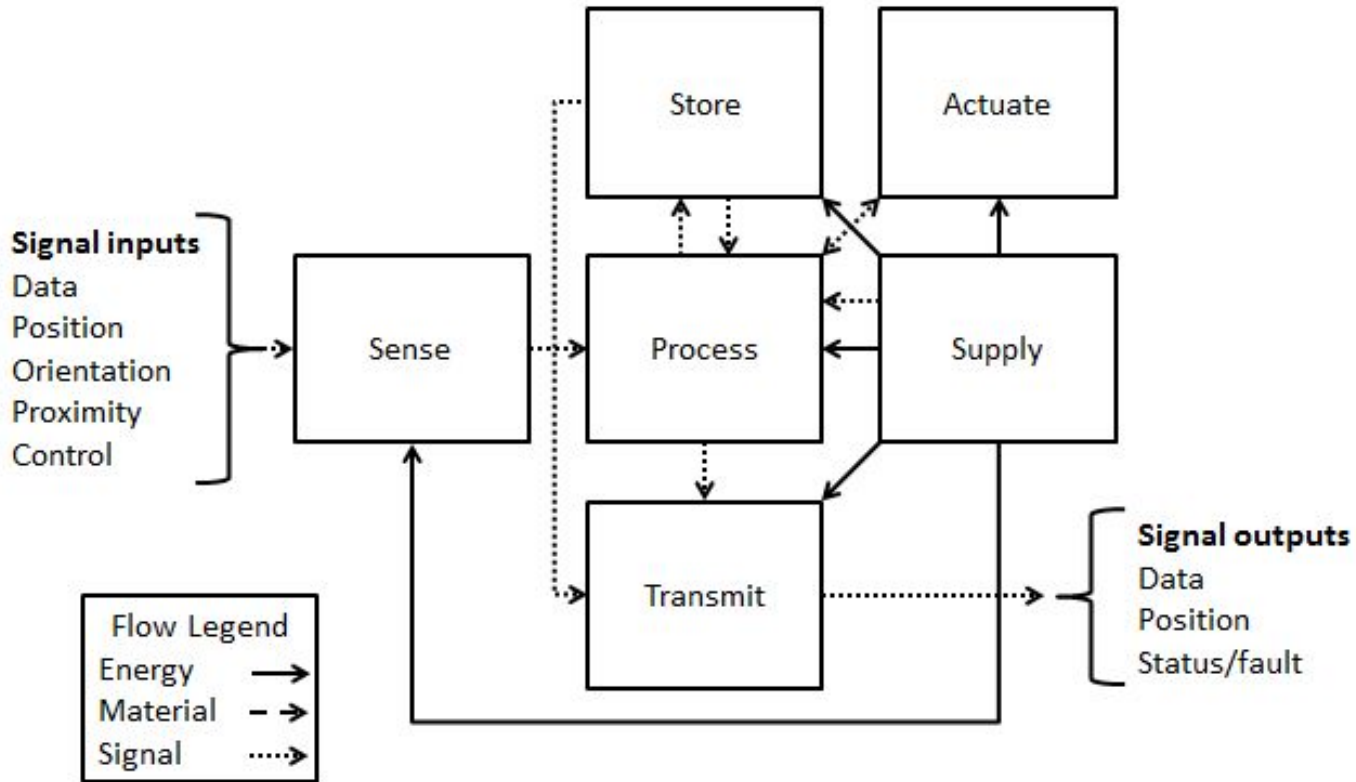 Store
Actuate
Signal inputs
Data
Position
Orientation
Proximity
Control
Sense
Process
Supply
Transmit
Signal outputs
Data
Position
Status/fault
Flow Legend
Energy
Material
Signal